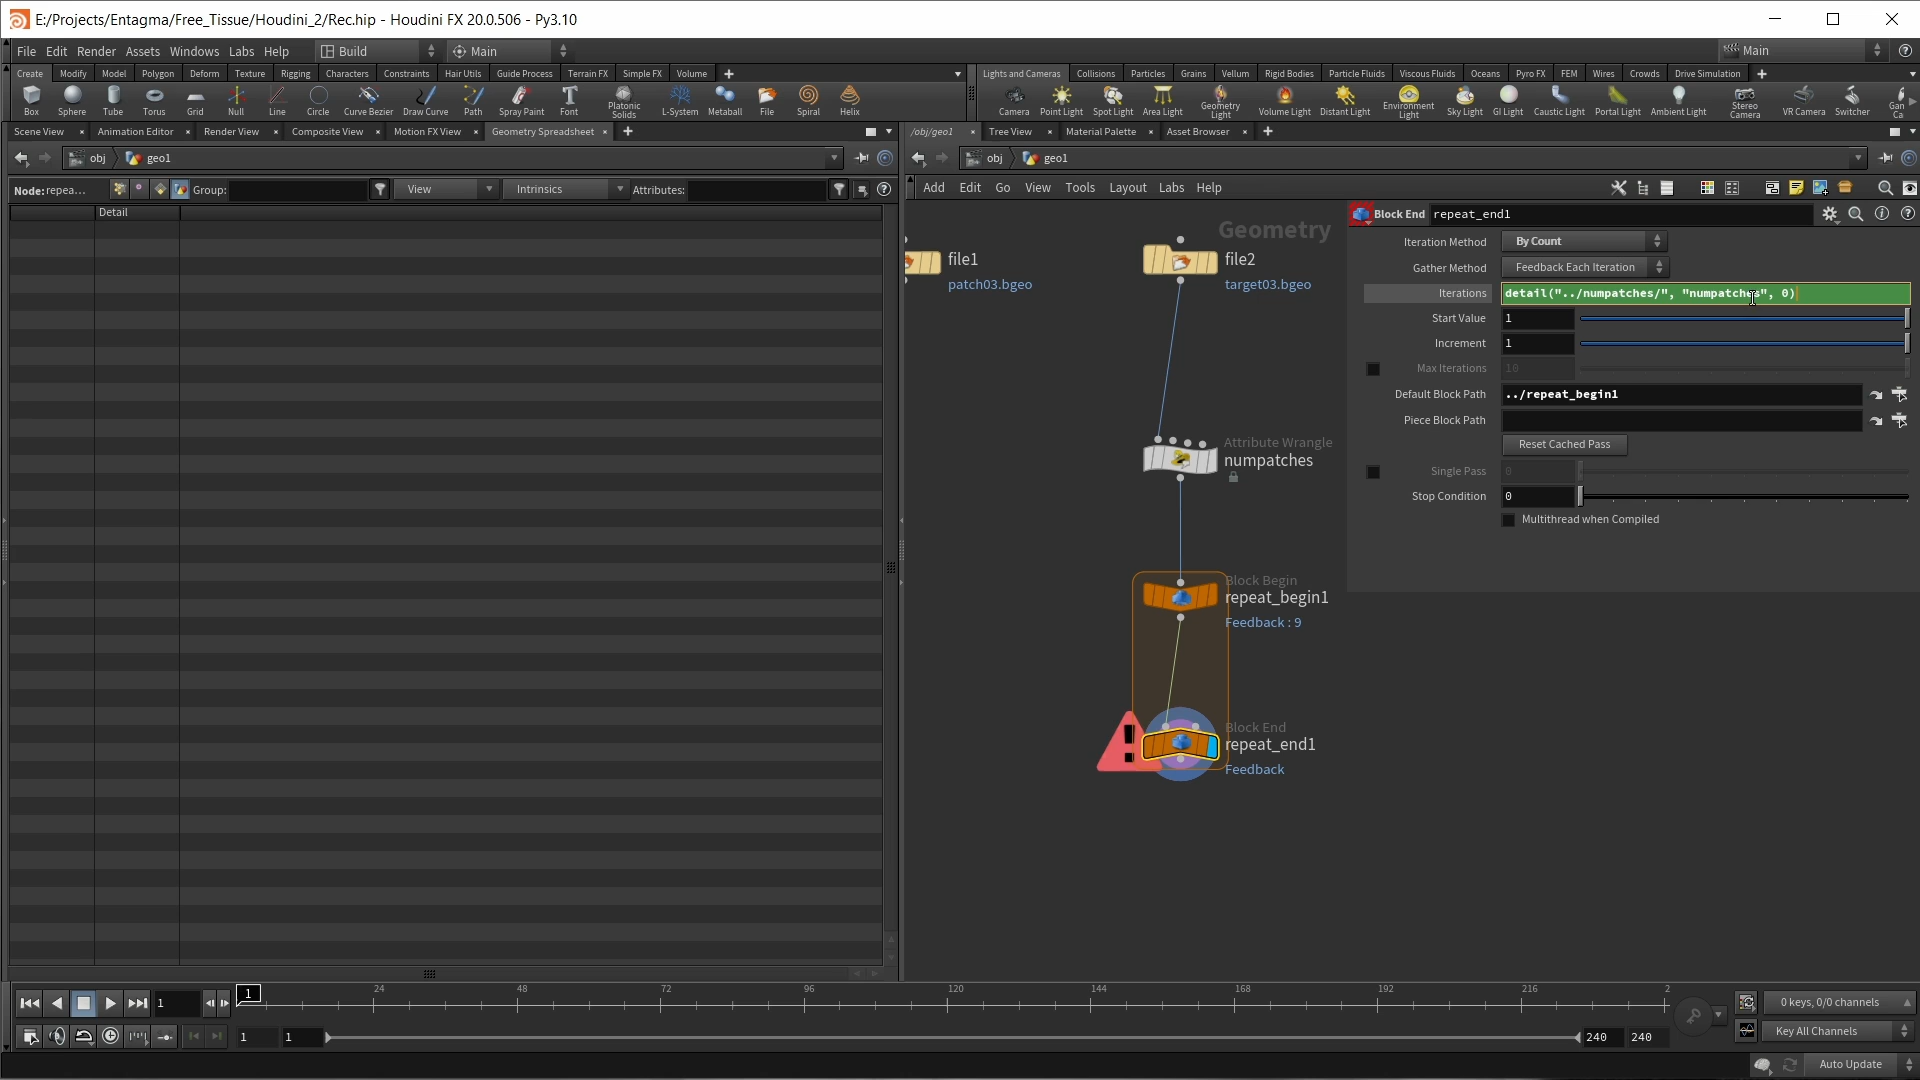 E:/Projects/Entagma/Free_Tissue/Houdini_2/Rec.hip - Houdini FX 20.0.506 - Py3.10
File Edit Render Assets Windows Labs Help Build Main Main
Create Modify Model Polygon Deform Texture Rigging Characters Constraints Hair Utils Guide Process Terrain FX Simple FX Volume
Lights and Cameras Collisions Particles Grains Vellum Rigid Bodies Particle Fluids Viscous Fluids Oceans Pyro FX FEM Wires Crowds Drive Simulation
Box Sphere Tube Torus Grid Null Line Circle Curve Bezier Draw Curve Path Spray Paint Font Platonic Solids L-System Metaball File Spiral Helix
Camera Point Light Spot Light Area Light Geometry Light Volume Light Distant Light Environment Light Sky Light GI Light Caustic Light Portal Light Ambient Light Stereo Camera VR Camera Switcher Gan Ca
Scene View Animation Editor Render View Composite View Motion FX View Geometry Spreadsheet
/obj/geo1 Tree View Material Palette Asset Browser
obj geo1
obj geo1
Node: repea... Group: View Intrinsics Attributes:
Add Edit Go View Tools Layout Labs Help
Detail
Geometry
file1
patch03.bgeo
file2
target03.bgeo
Attribute Wrangle
numpatches
Block Begin
repeat_begin1
Feedback : 9
Block End
repeat_end1
Feedback
Block End repeat_end1
Iteration Method By Count
Gather Method Feedback Each Iteration
Iterations detail("../numpatches/", "numpatches", 0)
Start Value 1
Increment 1
Max Iterations 10
Default Block Path ../repeat_begin1
Piece Block Path
Reset Cached Pass
Single Pass 0
Stop Condition 0
Multithread when Compiled
1 1 24 48 72 96 120 144 168 192 216 2
0 keys, 0/0 channels
1 1 240 240
Key All Channels
Auto Update